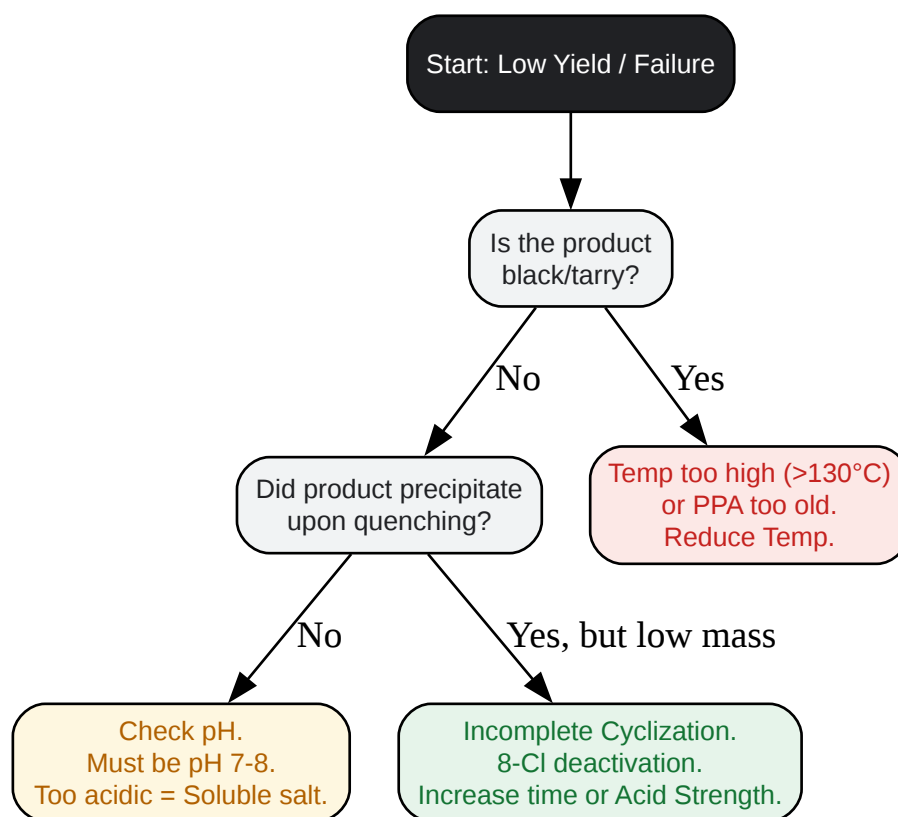 Start: Low Yield / Failure
Is the product
black/tarry?
No
Yes
Did product precipitate
upon quenching?
Temp too high (>130°C)
or PPA too old.
Reduce Temp.
No
Yes, but low mass
Check pH.
Must be pH 7-8.
Too acidic = Soluble salt.
Incomplete Cyclization.
8-Cl deactivation.
Increase time or Acid Strength.